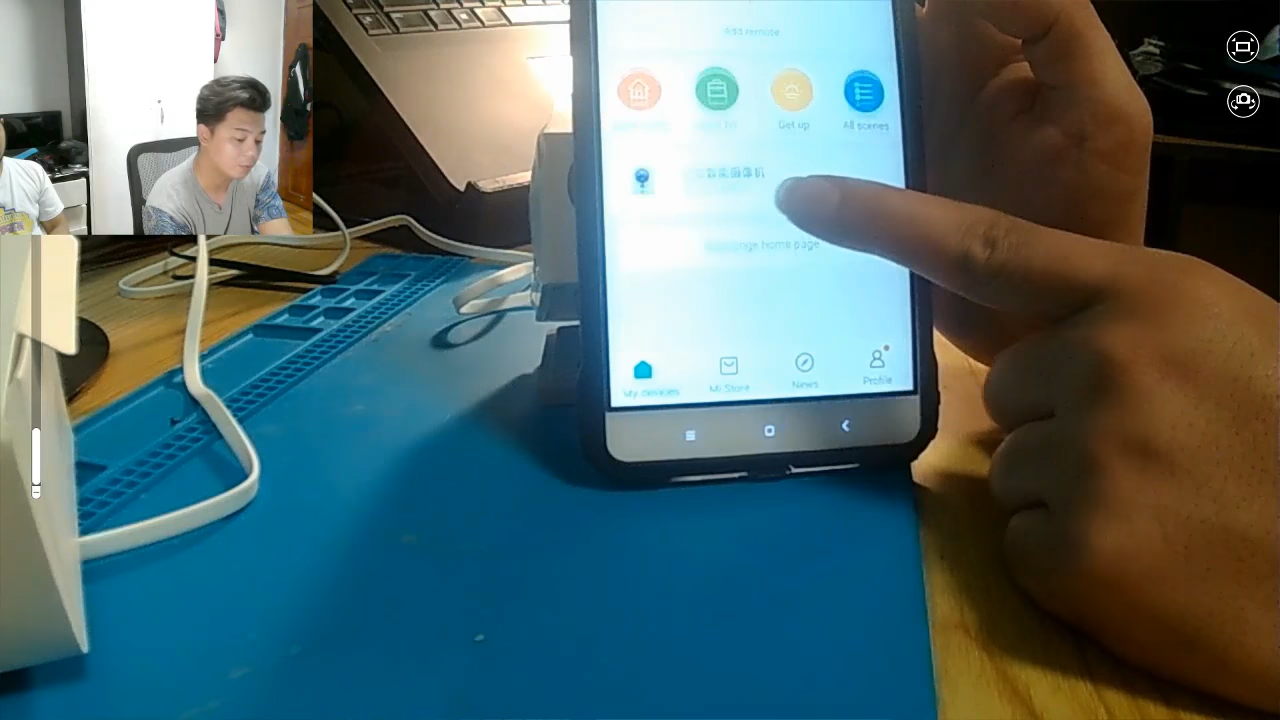 Add remote
Get up
All scenes
智能摄像机
home page
My devices
Mi Store
News
Profile